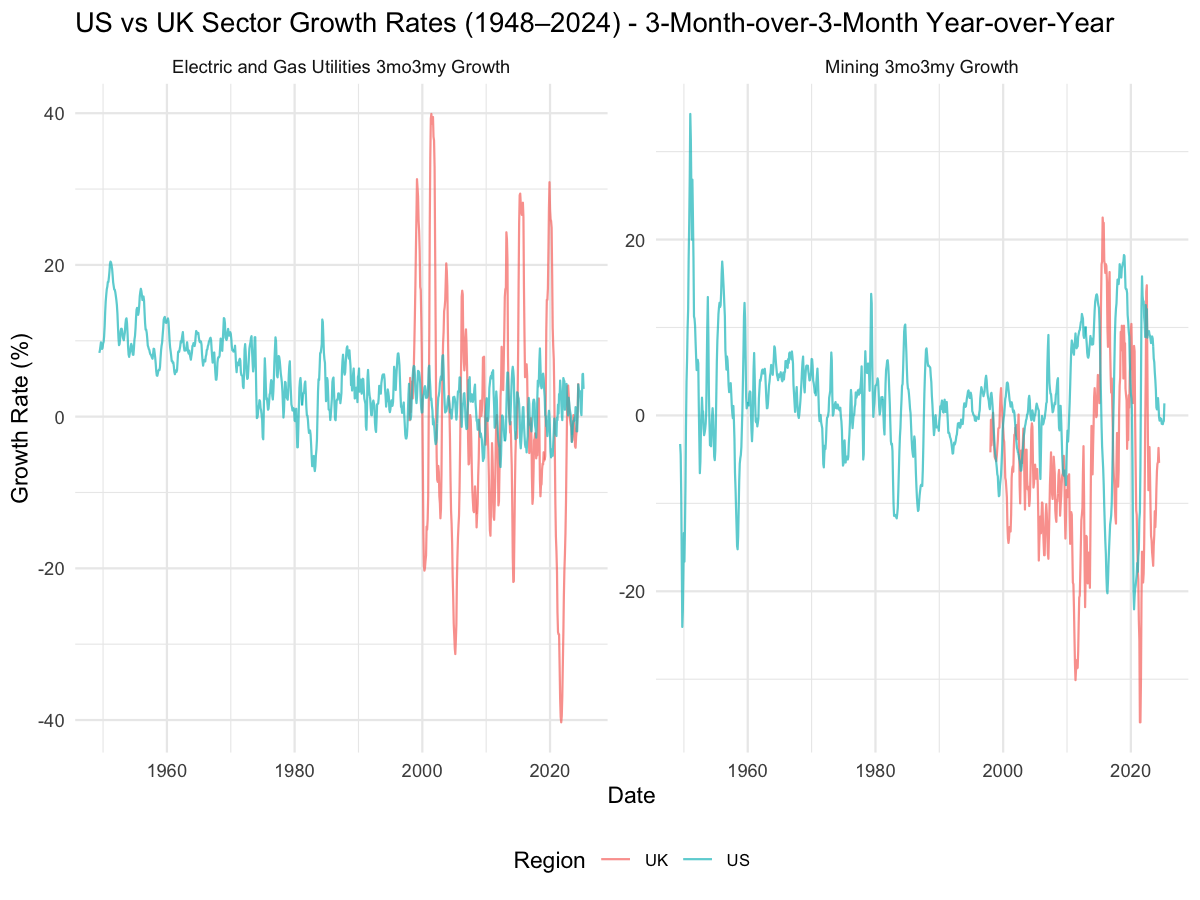 US vs UK Sector Growth Rates (1948–2024) - 3-Month-over-3-Month Year-over-Year
Electric and Gas Utilities 3mo3my Growth
Mining 3mo3my Growth
Growth Rate (%)
40
20
0
-20
-40
20
0
-20
1960 1980 2000 2020
1960 1980 2000 2020
Date
Region UK US